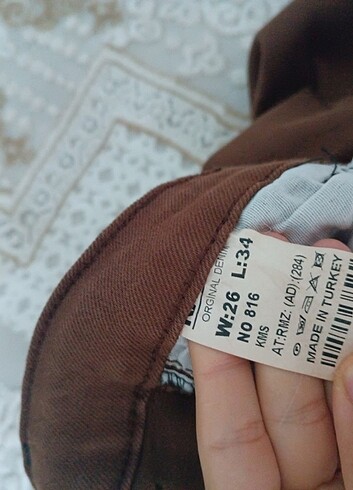 ORGINAL DENIM
W:26 L:34
NO 816
KMS
AT:RMZ: (AD):(284)
MADE IN TURKEY